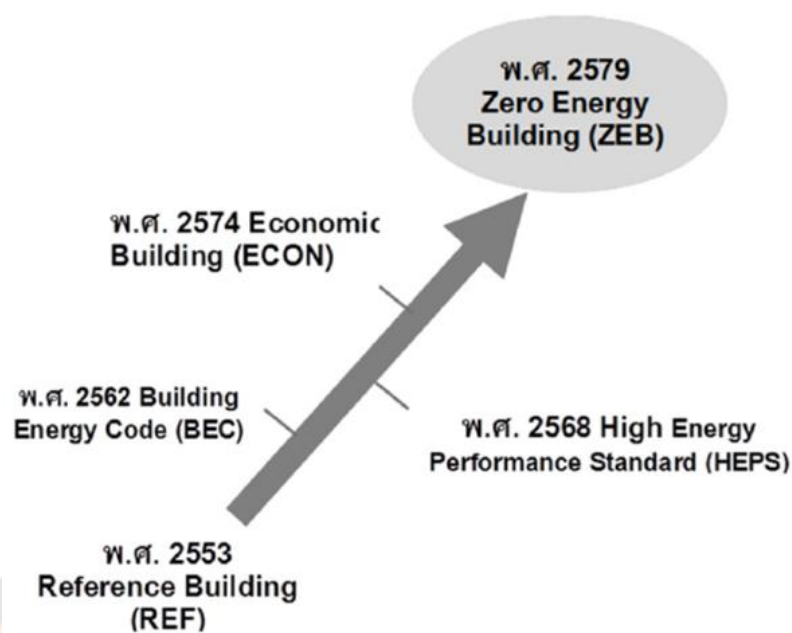 พ.ศ. 2579
Zero Energy
Building (ZEB)
พ.ศ. 2574 Economic
Building (ECON)
พ.ศ. 2562 Building
Energy Code (BEC)
พ.ศ. 2568 High Energy
Performance Standard (HEPS)
พ.ศ. 2553
Reference Building
(REF)